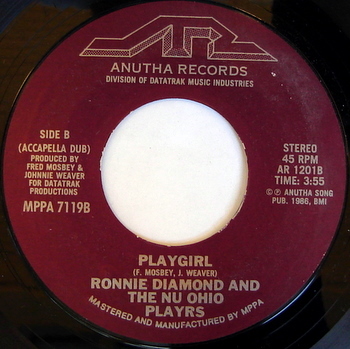 ANUTHA RECORDS
DIVISION OF DATATRAK MUSIC INDUSTRIES
SIDE B
(ACCAPELLA DUB)
PRODUCED BY
FRED MOSBEY &
JOHNNIE WEAVER
FOR DATATRAK
PRODUCTIONS
MPPA 7119B
STEREO
45 RPM
AR 1201B
TIME: 3:55
©℗ ANUTHA SONG
PUB. 1986, BMI
PLAYGIRL
(F. MOSBEY, J. WEAVER)
RONNIE DIAMOND AND
THE NU OHIO
PLAYRS
MASTERED AND MANUFACTURED BY MPPA